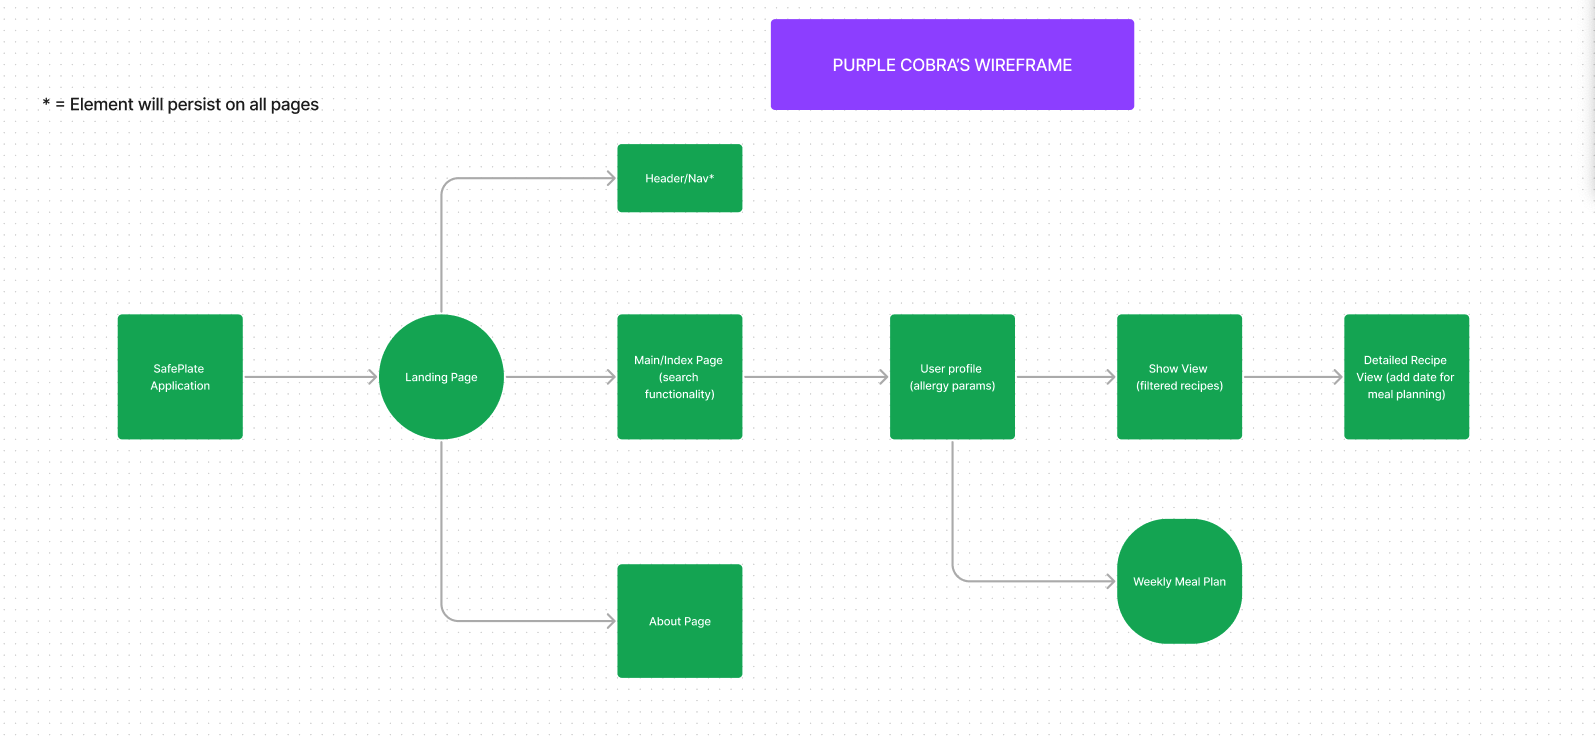 PURPLE COBRA’S WIREFRAME
* = Element will persist on all pages
Header/Nav*
SafePlate
Application
Landing Page
Main/Index Page
(search
functionality)
User profile
(allergy params)
Show View
(filtered recipes)
Detailed Recipe
View (add date for
meal planning)
Weekly Meal Plan
About Page